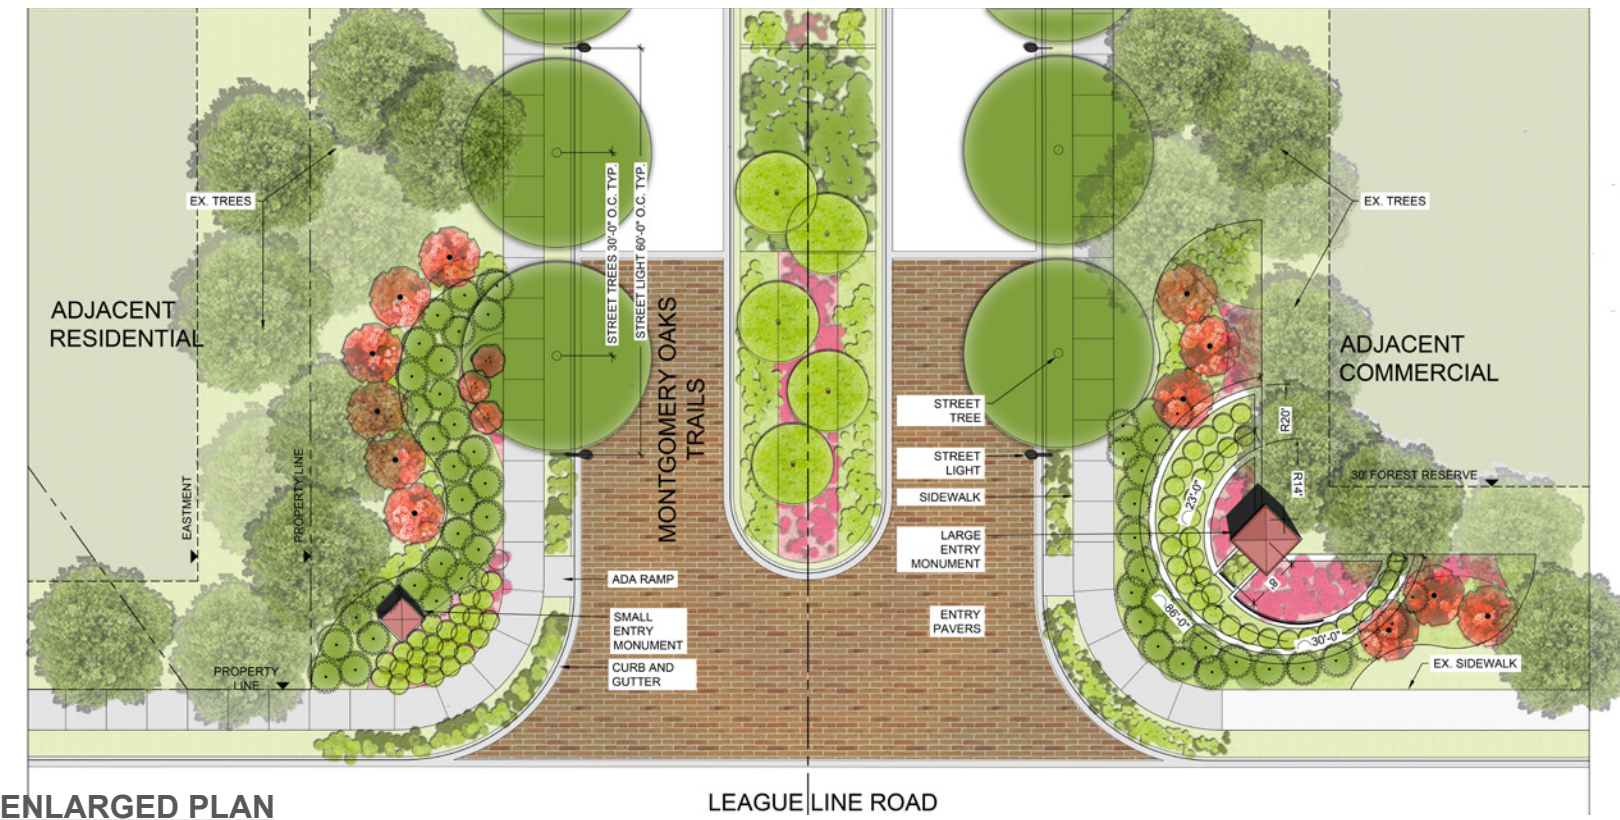 STREET TREES 30'-0" O.C. TYP.
STREET LIGHT 60'-0" O.C. TYP.
EX. TREES
EX. TREES
ADJACENT
RESIDENTIAL
MONTGOMERY OAKS
TRAILS
ADJACENT
COMMERCIAL
STREET
TREE
R20'
STREET
LIGHT
EASTMENT
PROPERTY LINE
30' FOREST RESERVE
R14'
SIDEWALK
23'-0"
LARGE
ENTRY
MONUMENT
ADA RAMP
8'
SMALL
ENTRY
MONUMENT
ENTRY
PAVERS
86'-0"
30'-0"
CURB AND
GUTTER
PROPERTY
LINE
EX. SIDEWALK
ENLARGED PLAN
LEAGUE LINE ROAD